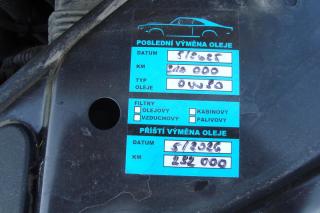 POSLEDNÍ VÝMĚNA OLEJE
DATUM 5/2025
KM 000
TYP OLEJE 0W20
FILTRY
OLEJOVÝ KABINOVÝ
VZDUCHOVÝ PALIVOVÝ
PŘÍŠTÍ VÝMĚNA OLEJE
DATUM 5/2026
KM 232 000